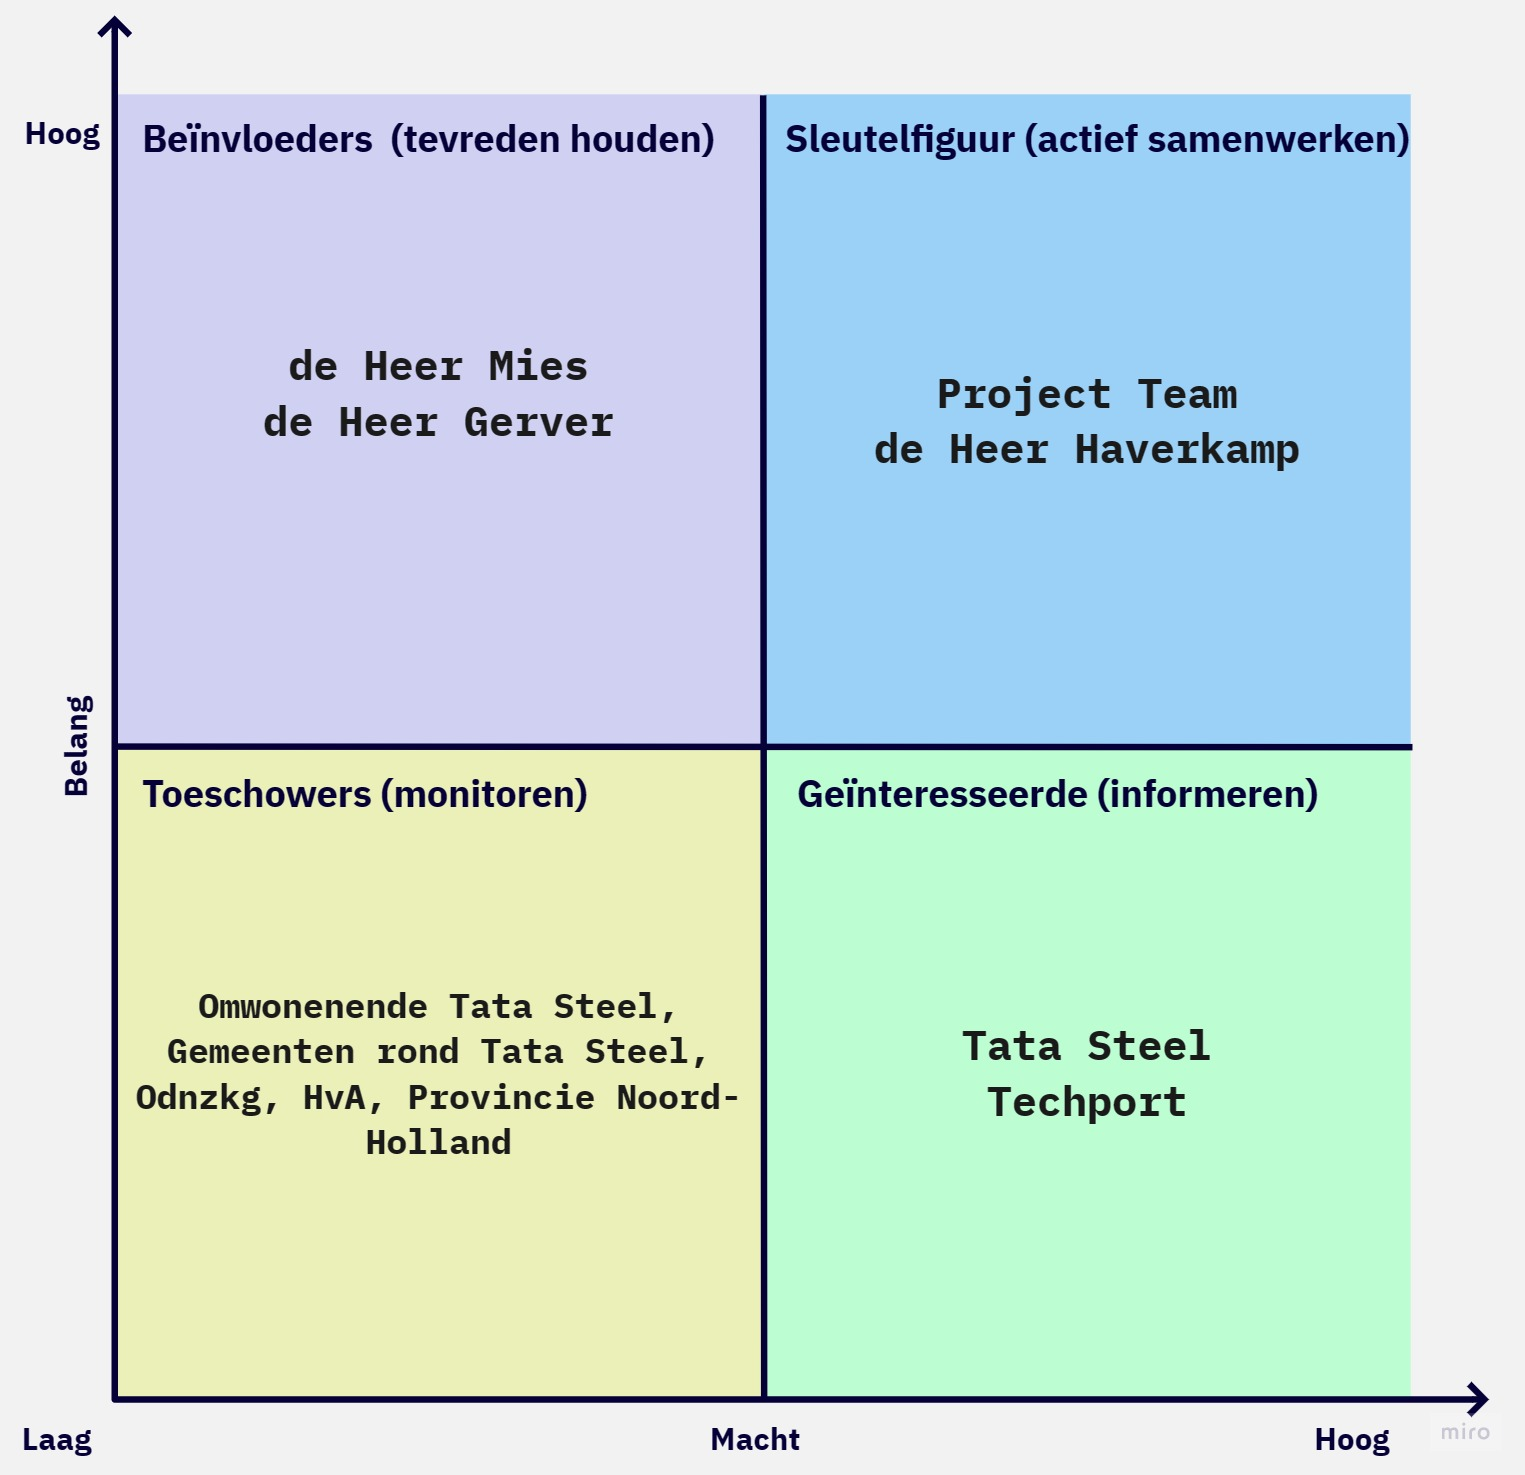 Hoog
Beïnvloeders (tevreden houden)
Sleutelfiguur (actief samenwerken)
de Heer Mies
de Heer Gerver
Project Team
de Heer Haverkamp
Belang
Toeschowers (monitoren)
Geïnteresseerde (informeren)
Omwonenende Tata Steel,
Gemeenten rond Tata Steel,
Odnzkg, HvA, Provincie Noord-
Holland
Tata Steel
Techport
Laag
Macht
Hoog
miro